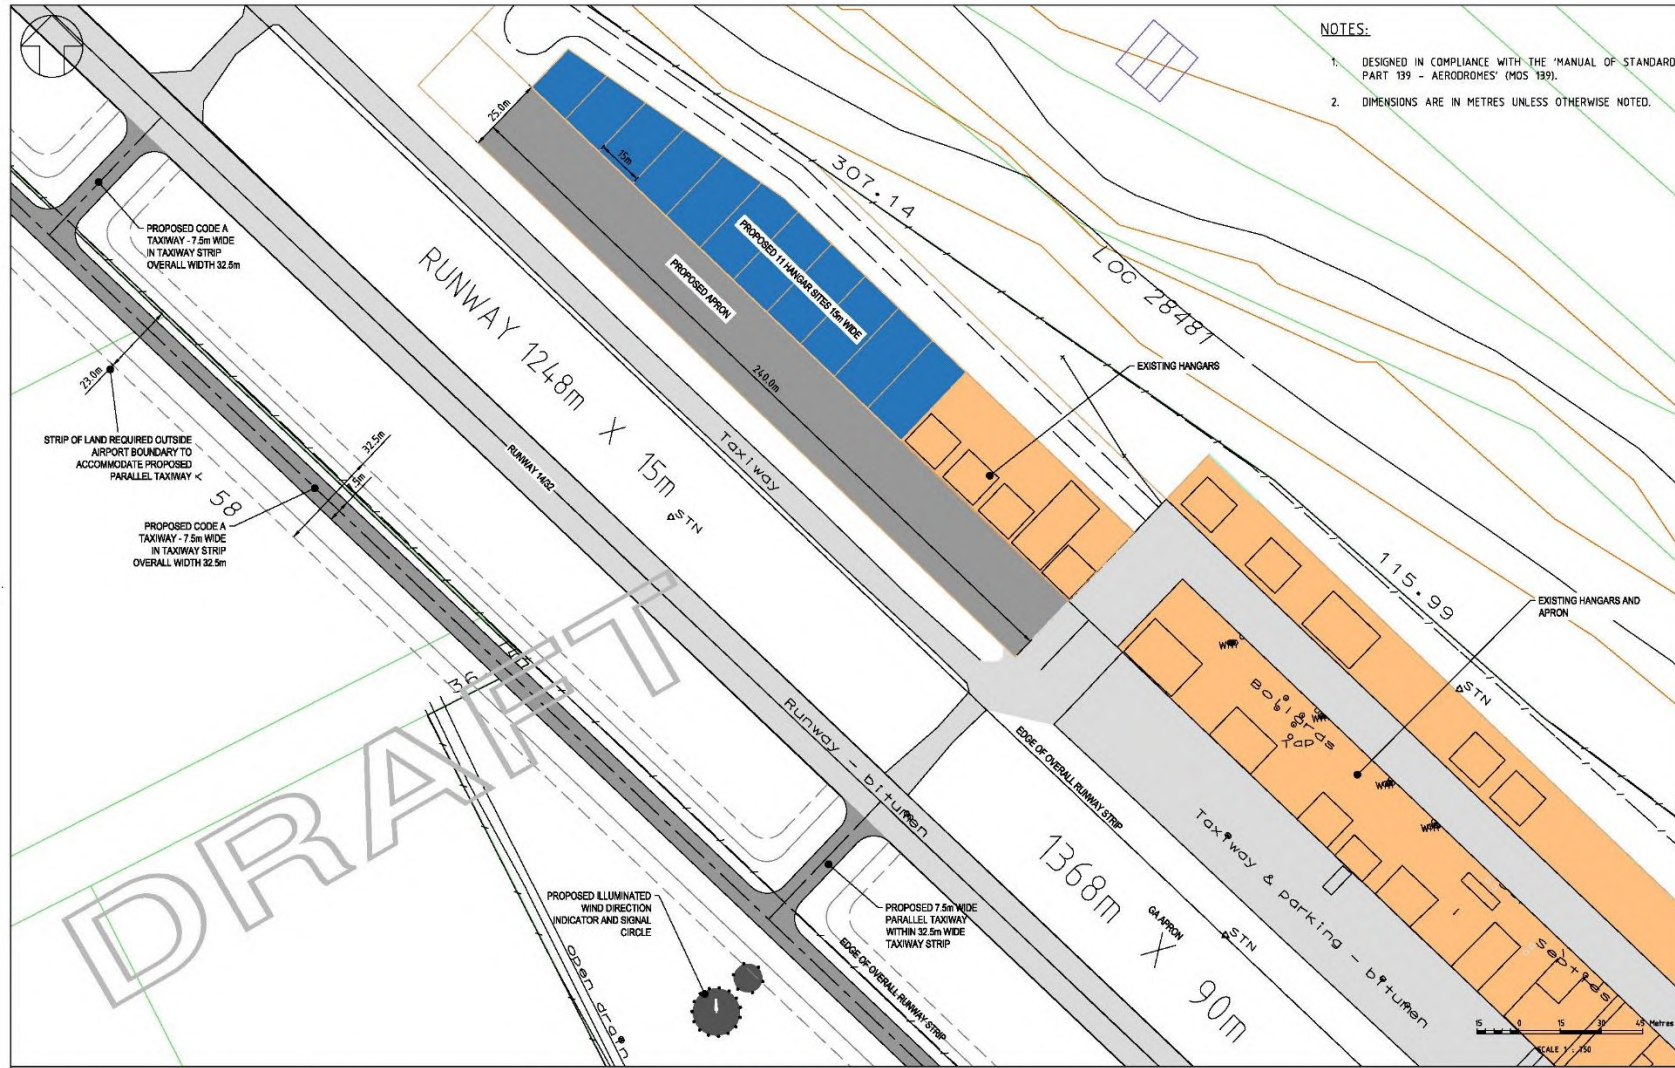 NOTES:
1. DESIGNED IN COMPLIANCE WITH THE 'MANUAL OF STANDARD
PART 139 - AERODROMES' (MOS 139).
2. DIMENSIONS ARE IN METRES UNLESS OTHERWISE NOTED.
25.0m
15m
307.14
PROPOSED CODE A
TAXIWAY - 7.5m WIDE
IN TAXIWAY STRIP
OVERALL WIDTH 32.5m
PROPOSED 11 HANGAR SITES 15m WIDE
PROPOSED APRON
LOC 28481
RUNWAY 1248m X 15m
240.0m
EXISTING HANGARS
23.0m
STRIP OF LAND REQUIRED OUTSIDE
AIRPORT BOUNDARY TO
ACCOMMODATE PROPOSED
PARALLEL TAXIWAY <
32.5m
RUNWAY 14/32
Taxiway
58
STN
PROPOSED CODE A
TAXIWAY - 7.5m WIDE
IN TAXIWAY STRIP
OVERALL WIDTH 32.5m
115.99
EXISTING HANGARS AND
APRON
DRAFT
36
STN
Bollards
Tap
Runway - bitumen
EDGE OF OVERALL RUNWAY STRIP
Taxiway & parking - bitumen
1368m X 90m
GA APRON
STN
PROPOSED ILLUMINATED
WIND DIRECTION
INDICATOR AND SIGNAL
CIRCLE
PROPOSED 7.5m WIDE
PARALLEL TAXIWAY
WITHIN 32.5m WIDE
TAXIWAY STRIP
EDGE OF OVERALL RUNWAY STRIP
open drain
Septics
15 0 15 30 45 Metres
SCALE 1 : 750